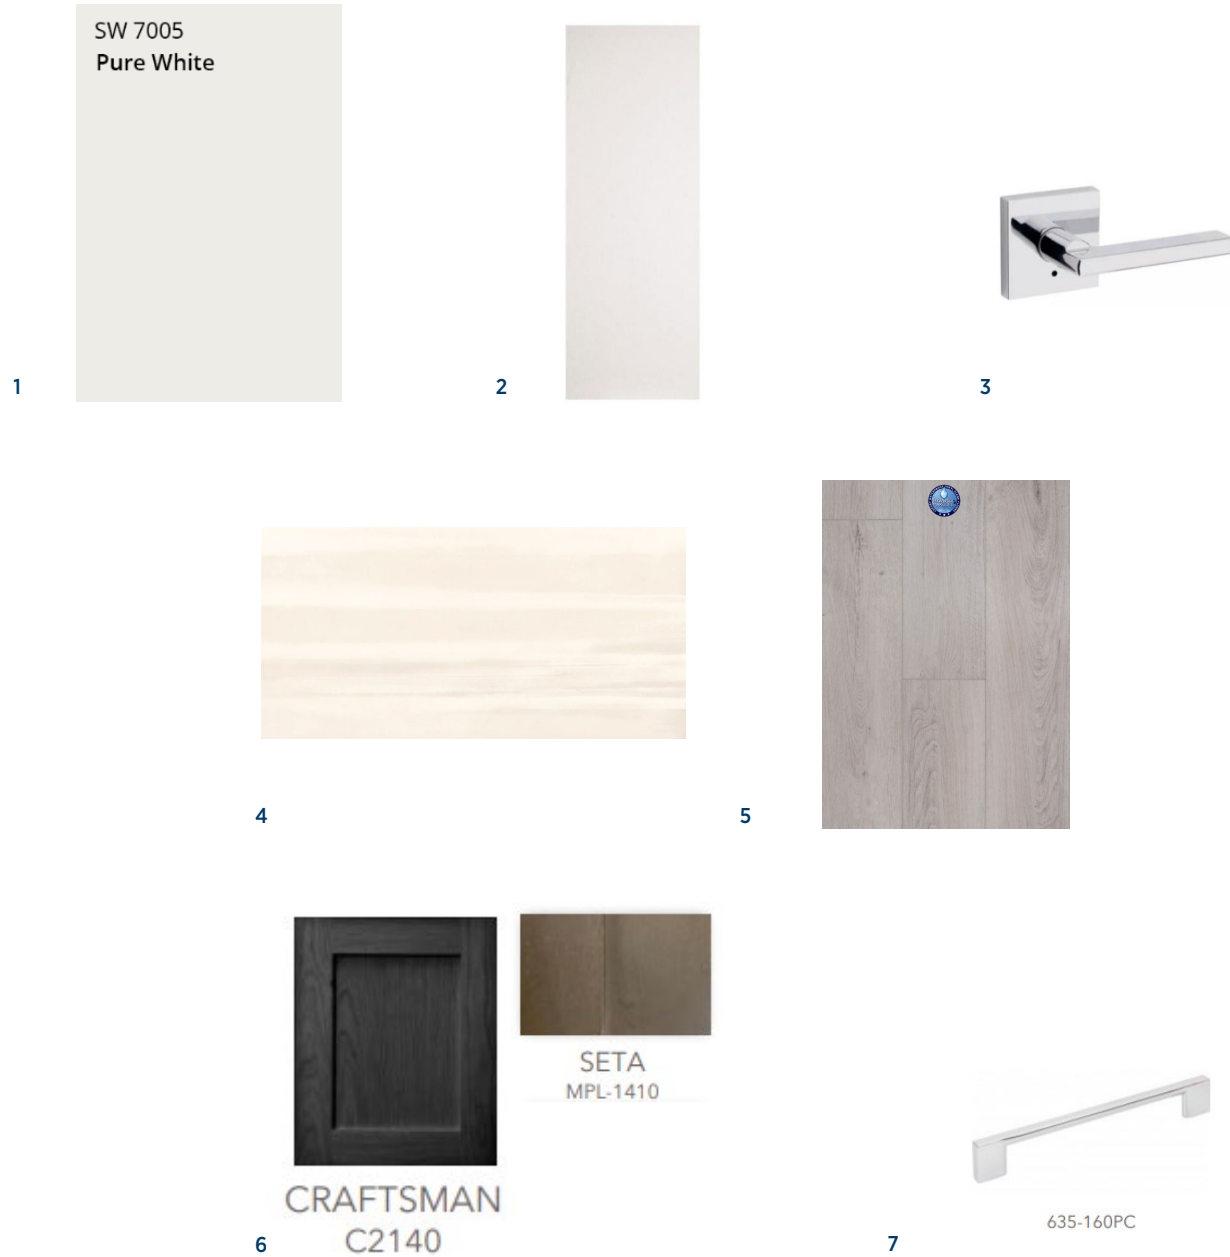 SW 7005
Pure White
1
2
3
4
5
SETA
MPL-1410
CRAFTSMAN
C2140
6
635-160PC
7